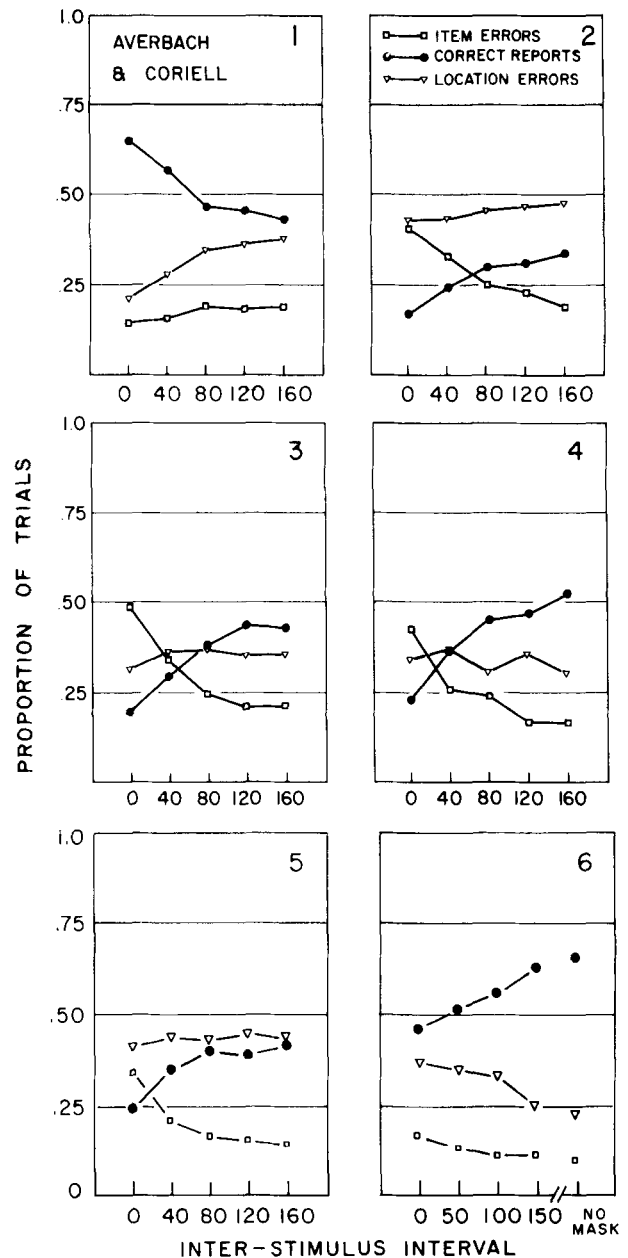 1.0
.75
.50
.25
AVERBACH
& CORIELL
1
0 40 80 120 160
2
ITEM ERRORS
CORRECT REPORTS
LOCATION ERRORS
0 40 80 120 160
1.0
.75
.50
.25
3
0 40 80 120 160
4
0 40 80 120 160
PROPORTION OF TRIALS
1.0
.75
.50
.25
0
5
0 40 80 120 160
6
0 50 100 150 NO
MASK
INTER-STIMULUS INTERVAL